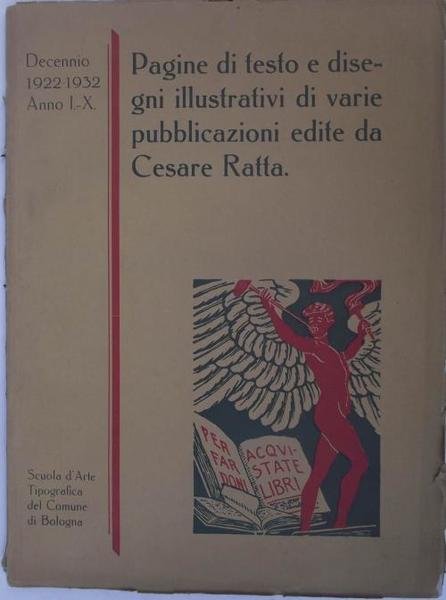 Decennio
1922-1932
Anno I.-X.
Pagine di testo e dise-
gni illustrativi di varie
pubblicazioni edite da
Cesare Ratta.
PER
FAR
DONI
ACQVI-
STATE
LIBRI
Scuola d'Arte
Tipografica
del Comune
di Bologna